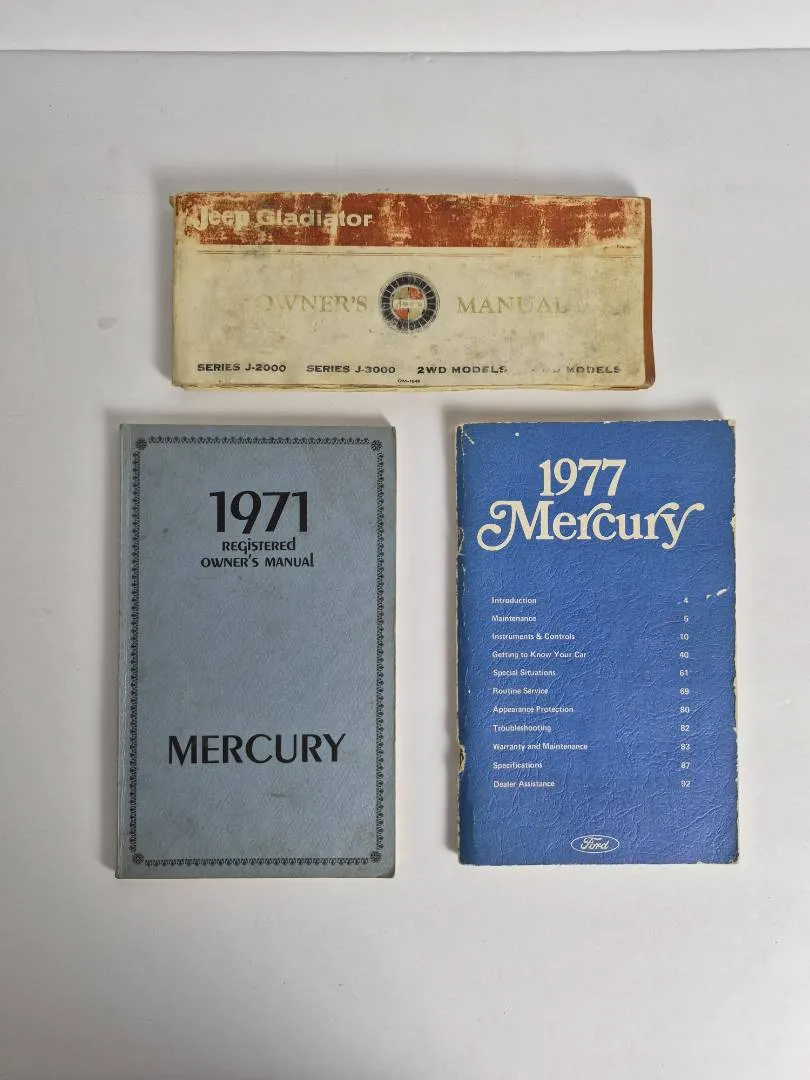 Jeep Gladiator
OWNER'S MANUAL
Jeep
SERIES J-2000 SERIES J-3000 2WD MODELS MODELS
1971
REGISTERED
OWNER'S MANUAL
MERCURY
1977
Mercury
Introduction 4
Maintenance 5
Instruments & Controls 10
Getting to Know Your Car 40
Special Situations 61
Routine Service 69
Appearance Protection 80
Troubleshooting 82
Warranty and Maintenance 83
Specifications 87
Dealer Assistance 92
Ford